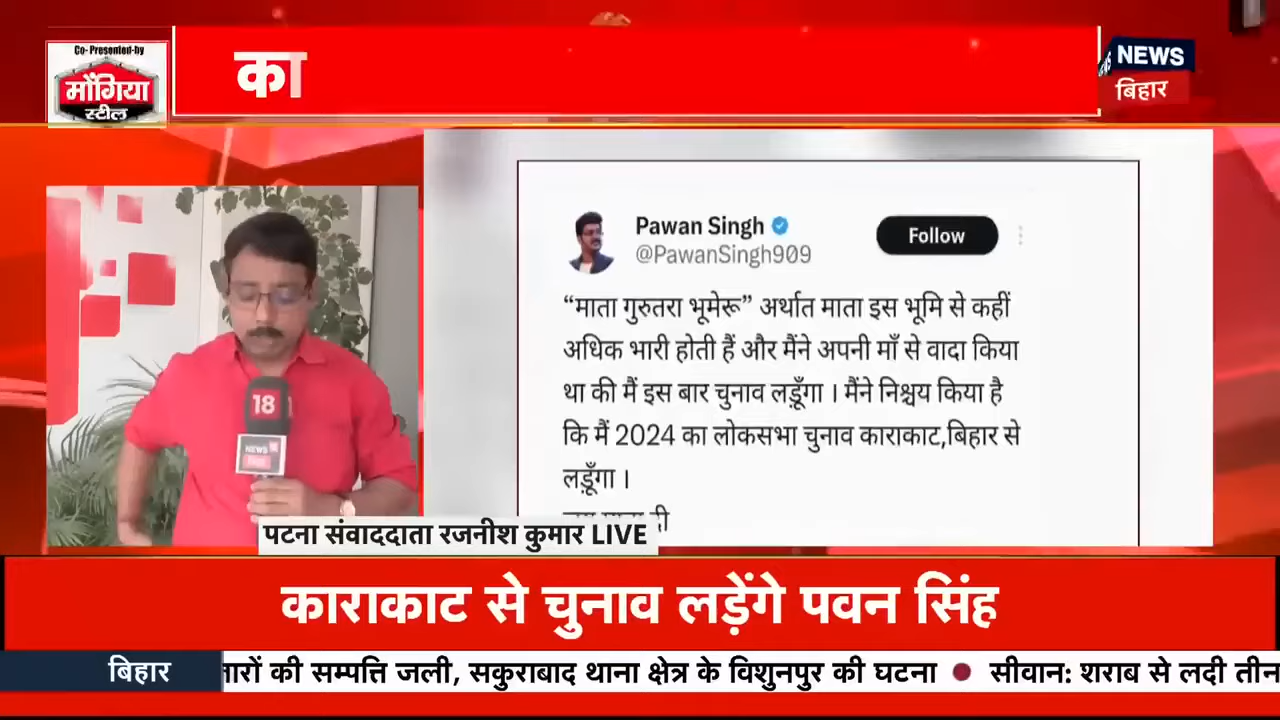 Co- Presented-by
मोंगिया
स्टील
का
NEWS
बिहार
Pawan Singh
@PawanSingh909
Follow
“माता गुरुतरा भूमेरू” अर्थात माता इस भूमि से कहीं
अधिक भारी होती हैं और मैंने अपनी माँ से वादा किया
था की मैं इस बार चुनाव लड़ूँगा । मैंने निश्चय किया है
कि मैं 2024 का लोकसभा चुनाव काराकाट,बिहार से
लड़ूँगा ।
18
NEWS
पटना संवाददाता रजनीश कुमार LIVE
काराकाट से चुनाव लड़ेंगे पवन सिंह
बिहार
की सम्पत्ति जली, सकुराबाद थाना क्षेत्र के विशुनपुर की घटना ● सीवान: शराब से लदी तीन